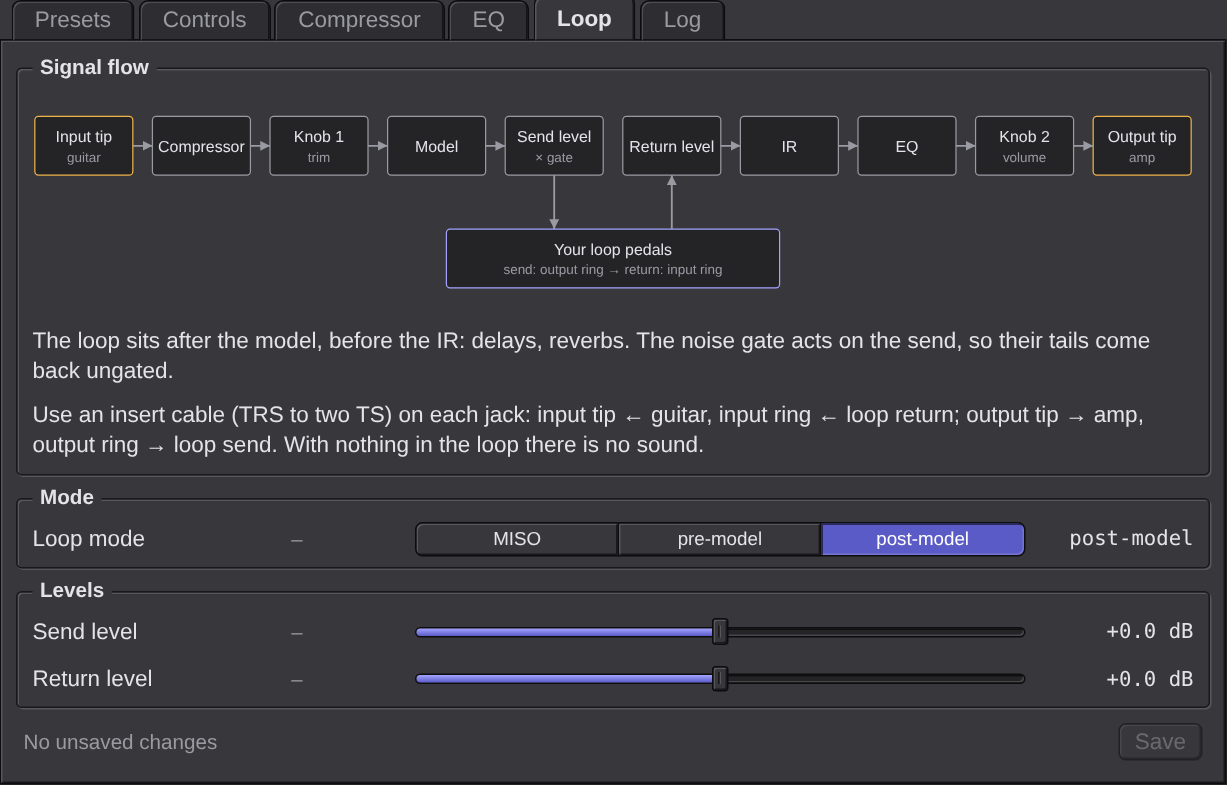 Presets Controls Compressor EQ Loop Log
Signal flow
Input tip
guitar
Compressor
Knob 1
trim
Model
Send level
× gate
Return level
IR
EQ
Knob 2
volume
Output tip
amp
Your loop pedals
send: output ring → return: input ring
The loop sits after the model, before the IR: delays, reverbs. The noise gate acts on the send, so their tails come
back ungated.
Use an insert cable (TRS to two TS) on each jack: input tip ← guitar, input ring ← loop return; output tip → amp,
output ring → loop send. With nothing in the loop there is no sound.
Mode
Loop mode – MISO pre-model post-model post-model
Levels
Send level – +0.0 dB
Return level – +0.0 dB
No unsaved changes Save